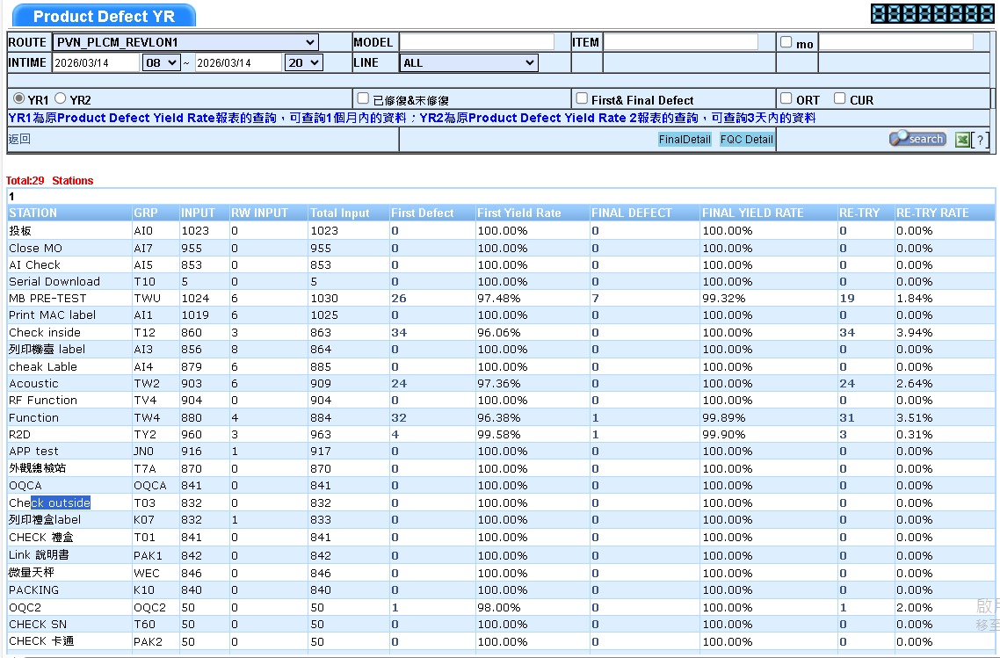 Product Defect YR
88888888
ROUTE PVN_PLCM_REVLON1 MODEL ITEM mo
INTIME 2026/03/14 08 ~ 2026/03/14 20 LINE ALL
YR1 YR2 已修復&未修復 First& Final Defect ORT CUR
YR1為原Product Defect Yield Rate報表的查詢，可查詢1個月內的資料；YR2為原Product Defect Yield Rate 2報表的查詢，可查詢3天內的資料
返回 FinalDetail FQC Detail search [?]
Total:29 Stations
1
STATION GRP INPUT RW INPUT Total Input First Defect First Yield Rate FINAL DEFECT FINAL YIELD RATE RE-TRY RE-TRY RATE
投板 AI0 1023 0 1023 0 100.00% 0 100.00% 0 0.00%
Close MO AI7 955 0 955 0 100.00% 0 100.00% 0 0.00%
AI Check AI5 853 0 853 0 100.00% 0 100.00% 0 0.00%
Serial Download T10 5 0 5 0 100.00% 0 100.00% 0 0.00%
MB PRE-TEST TWU 1024 6 1030 26 97.48% 7 99.32% 19 1.84%
Print MAC label AI1 1019 6 1025 0 100.00% 0 100.00% 0 0.00%
Check inside T12 860 3 863 34 96.06% 0 100.00% 34 3.94%
列印機臺 label AI3 856 8 864 0 100.00% 0 100.00% 0 0.00%
cheak Lable AI4 879 6 885 0 100.00% 0 100.00% 0 0.00%
Acoustic TW2 903 6 909 24 97.36% 0 100.00% 24 2.64%
RF Function TV4 904 0 904 0 100.00% 0 100.00% 0 0.00%
Function TW4 880 4 884 32 96.38% 1 99.89% 31 3.51%
R2D TY2 960 3 963 4 99.58% 1 99.90% 3 0.31%
APP test JN0 916 1 917 0 100.00% 0 100.00% 0 0.00%
外觀總檢站 T7A 870 0 870 0 100.00% 0 100.00% 0 0.00%
OQCA OQCA 841 0 841 0 100.00% 0 100.00% 0 0.00%
Check outside T03 832 0 832 0 100.00% 0 100.00% 0 0.00%
列印禮盒label K07 832 1 833 0 100.00% 0 100.00% 0 0.00%
CHECK 禮盒 T01 841 0 841 0 100.00% 0 100.00% 0 0.00%
Link 說明書 PAK1 842 0 842 0 100.00% 0 100.00% 0 0.00%
微量天枰 WEC 846 0 846 0 100.00% 0 100.00% 0 0.00%
PACKING K10 840 0 840 0 100.00% 0 100.00% 0 0.00%
OQC2 OQC2 50 0 50 1 98.00% 0 100.00% 1 2.00%
CHECK SN T60 50 0 50 0 100.00% 0 100.00% 0 0.00%
CHECK 卡通 PAK2 50 0 50 0 100.00% 0 100.00% 0 0.00%
啟
移至